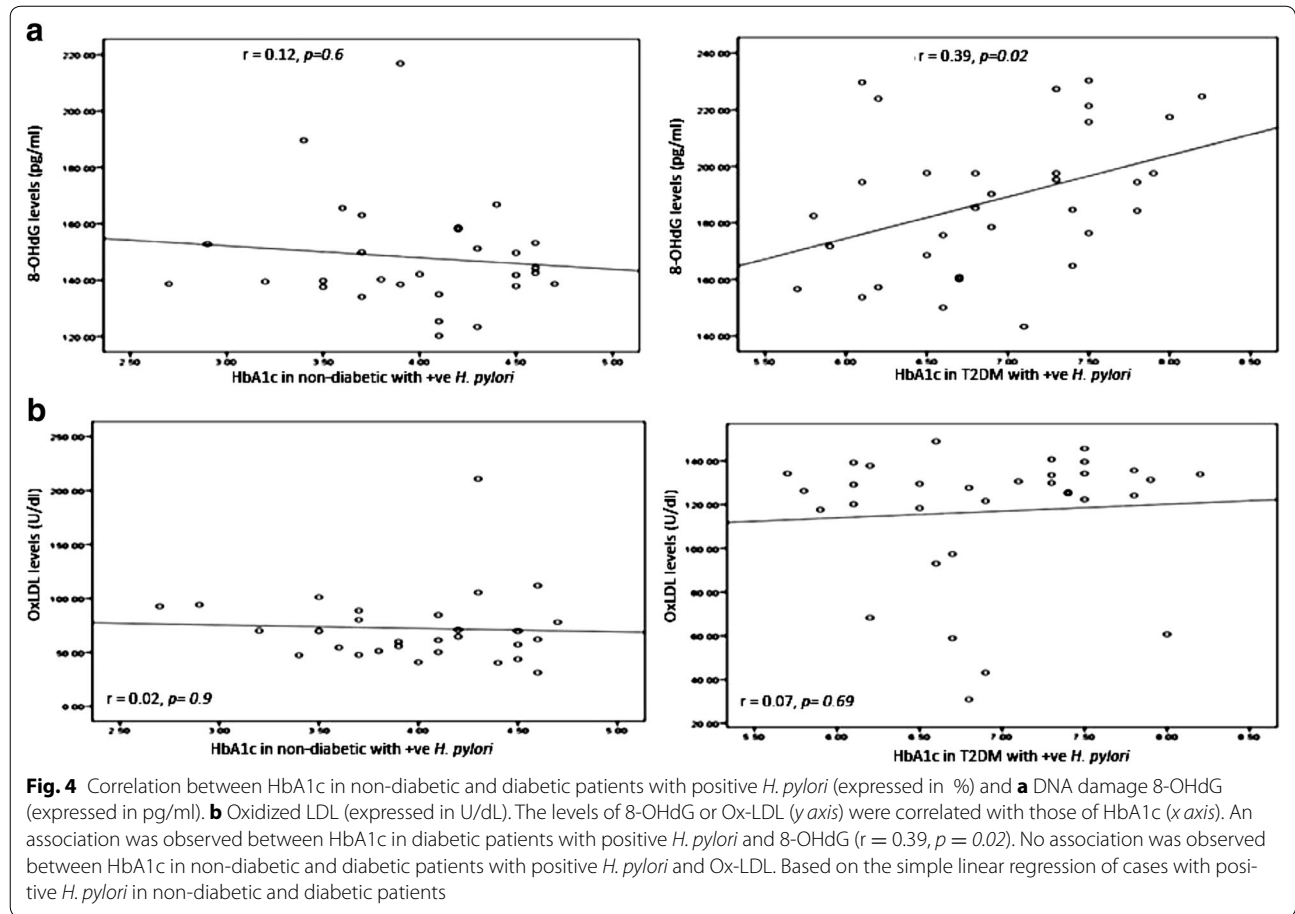 a
r = 0.12, p=0.6
220.00
200.00
180.00
160.00
140.00
120.00
8-OHdG levels (pg/ml)
2.50 3.00 3.50 4.00 4.50 5.00
HbA1c in non-diabetic with +ve H. pylori
r = 0.39, p=0.02
240.00
220.00
200.00
180.00
160.00
140.00
8-OHdG levels (pg/ml)
5.50 6.00 6.50 7.00 7.50 8.00 8.50
HbA1c in T2DM with +ve H. pylori
b
250.00
200.00
150.00
100.00
50.00
0.00
OxLDL levels (U/dl)
r = 0.02, p= 0.9
2.50 3.00 3.50 4.00 4.50 5.00
HbA1c in non-diabetic with +ve H. pylori
140.00
120.00
100.00
80.00
60.00
40.00
20.00
OxLDL levels (U/dl)
r = 0.07, p= 0.69
5.50 6.00 6.50 7.00 7.50 8.00 8.50
HbA1c in T2DM with +ve H. pylori
Fig. 4 Correlation between HbA1c in non-diabetic and diabetic patients with positive H. pylori (expressed in %) and a DNA damage 8-OHdG
(expressed in pg/ml). b Oxidized LDL (expressed in U/dL). The levels of 8-OHdG or Ox-LDL (y axis) were correlated with those of HbA1c (x axis). An
association was observed between HbA1c in diabetic patients with positive H. pylori and 8-OHdG (r = 0.39, p = 0.02). No association was observed
between HbA1c in non-diabetic and diabetic patients with positive H. pylori and Ox-LDL. Based on the simple linear regression of cases with posi-
tive H. pylori in non-diabetic and diabetic patients